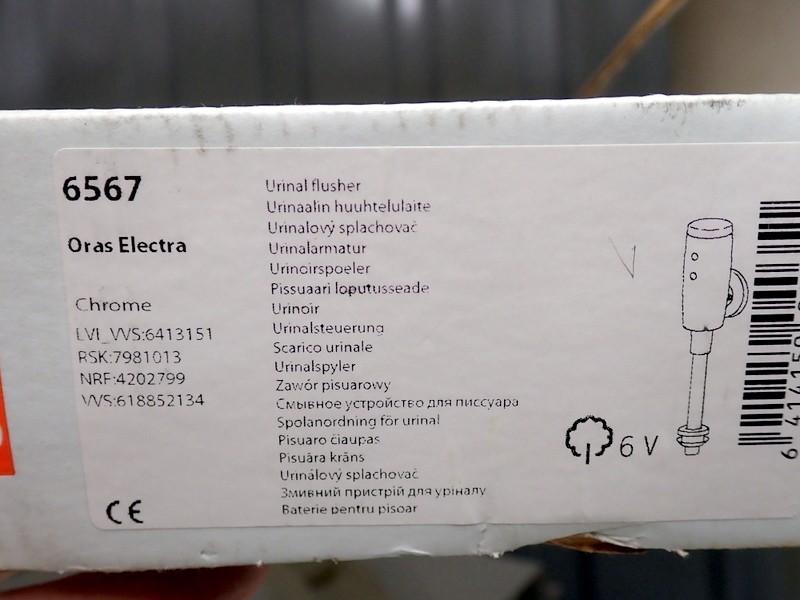 6567
Oras Electra
Chrome
LVI_VVS:6413151
RSK:7981013
NRF:4202799
VVS:618852134
CE
Urinal flusher
Urinaalin huuhtelulaite
Urinalový splachovač
Urinalarmatur
Urinoirspoeler
Pissuaari loputusseade
Urinoir
Urinalsteuerung
Scarico urinale
Urinalspyler
Zawór pisuarowy
Смывное устройство для писсуара
Spolanordning för urinal
Pisuaro čiaupas
Pisuāra krāns
Urinálový splachovač
Змивний пристрій для уріналу
Baterie pentru pisoar
6 V